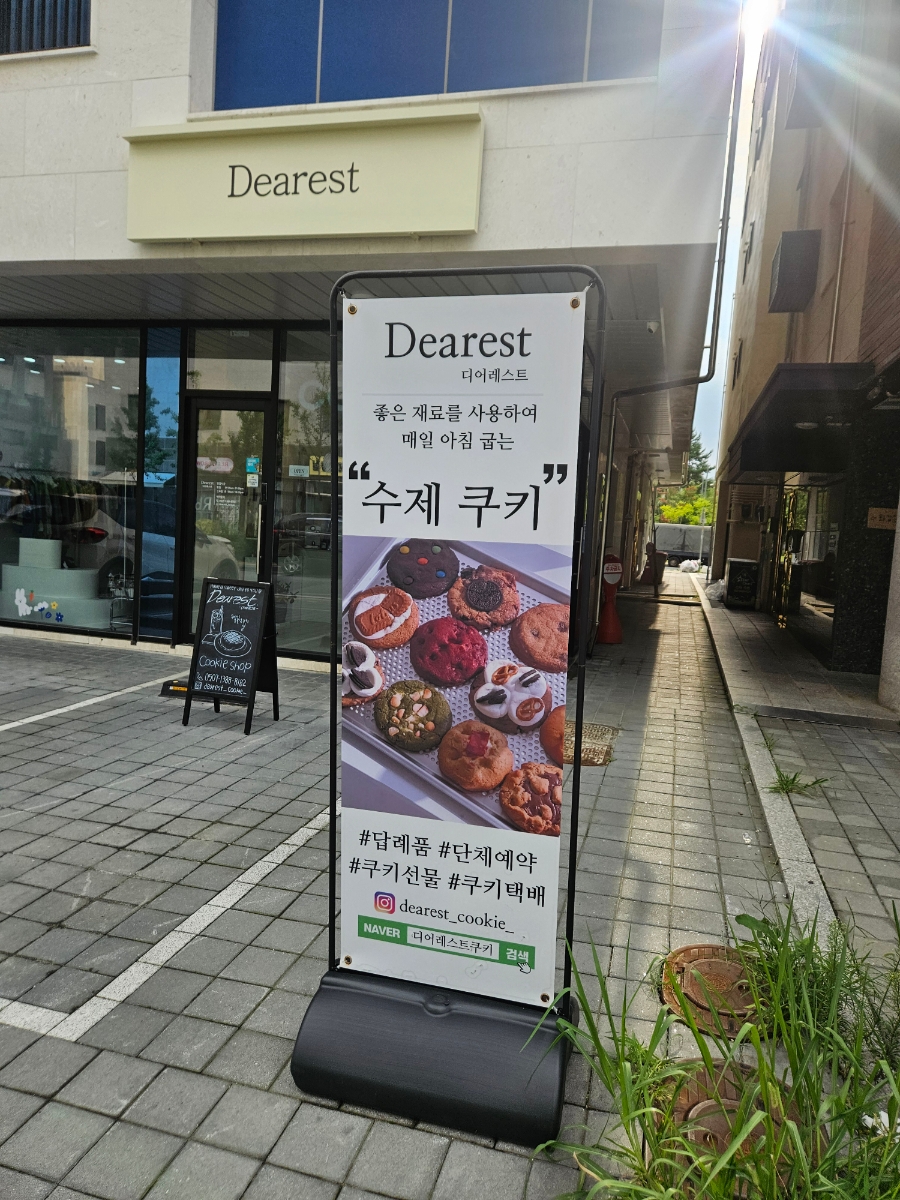 Dearest
Dearest
디어레스트
좋은 재료를 사용하여
매일 아침 굽는
“수제 쿠키”
#답례품 #단체예약
#쿠키선물 #쿠키택배
dearest_cookie_
NAVER 디어레스트쿠키 검색
Dearest
Cookie shop
dearest_cookie_